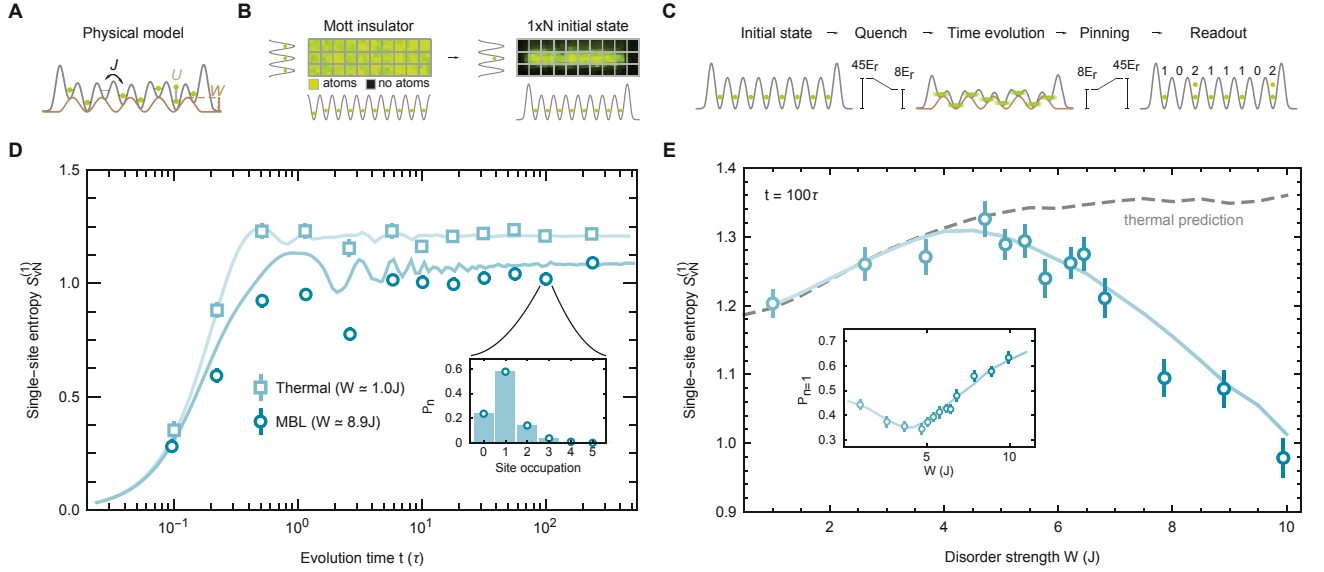 A
Physical model
J
U
W
B
Mott insulator
1xN initial state
atoms
no atoms
C
Initial state → Quench → Time evolution → Pinning → Readout
45Er
8Er
8Er
45Er
1 0 2 1 1 1 0 2
D
Single−site entropy S(1)vN
1.5
1.0
0.5
0.0
10−1
100
101
102
Evolution time t (τ)
Thermal (W ≃ 1.0J)
MBL (W ≃ 8.9J)
Pn
0.6
0.4
0.2
0
0 1 2 3 4 5
Site occupation
E
Single−site entropy S(1)vN
1.4
1.3
1.2
1.1
1.0
0.9
t = 100τ
thermal prediction
Pn=1
0.7
0.6
0.5
0.4
0.3
5 10
W (J)
2 4 6 8 10
Disorder strength W (J)